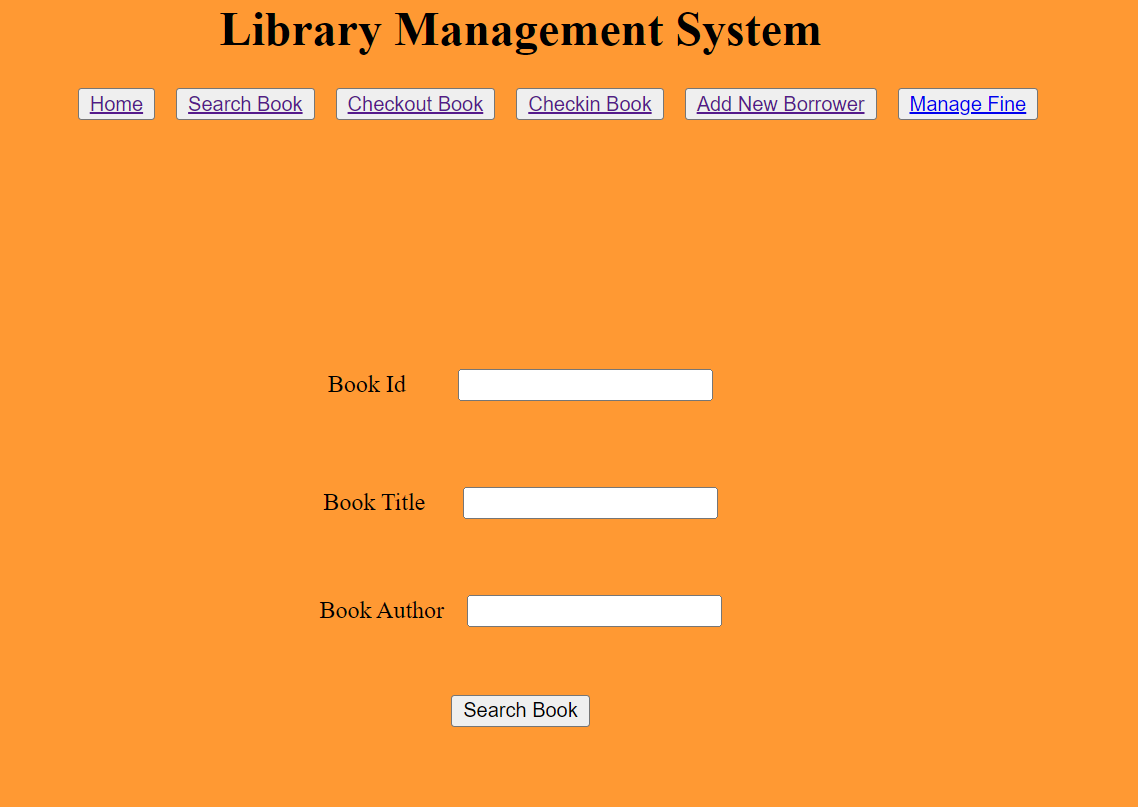 Library Management System
Home Search Book Checkout Book Checkin Book Add New Borrower Manage Fine
Book Id
Book Title
Book Author
Search Book